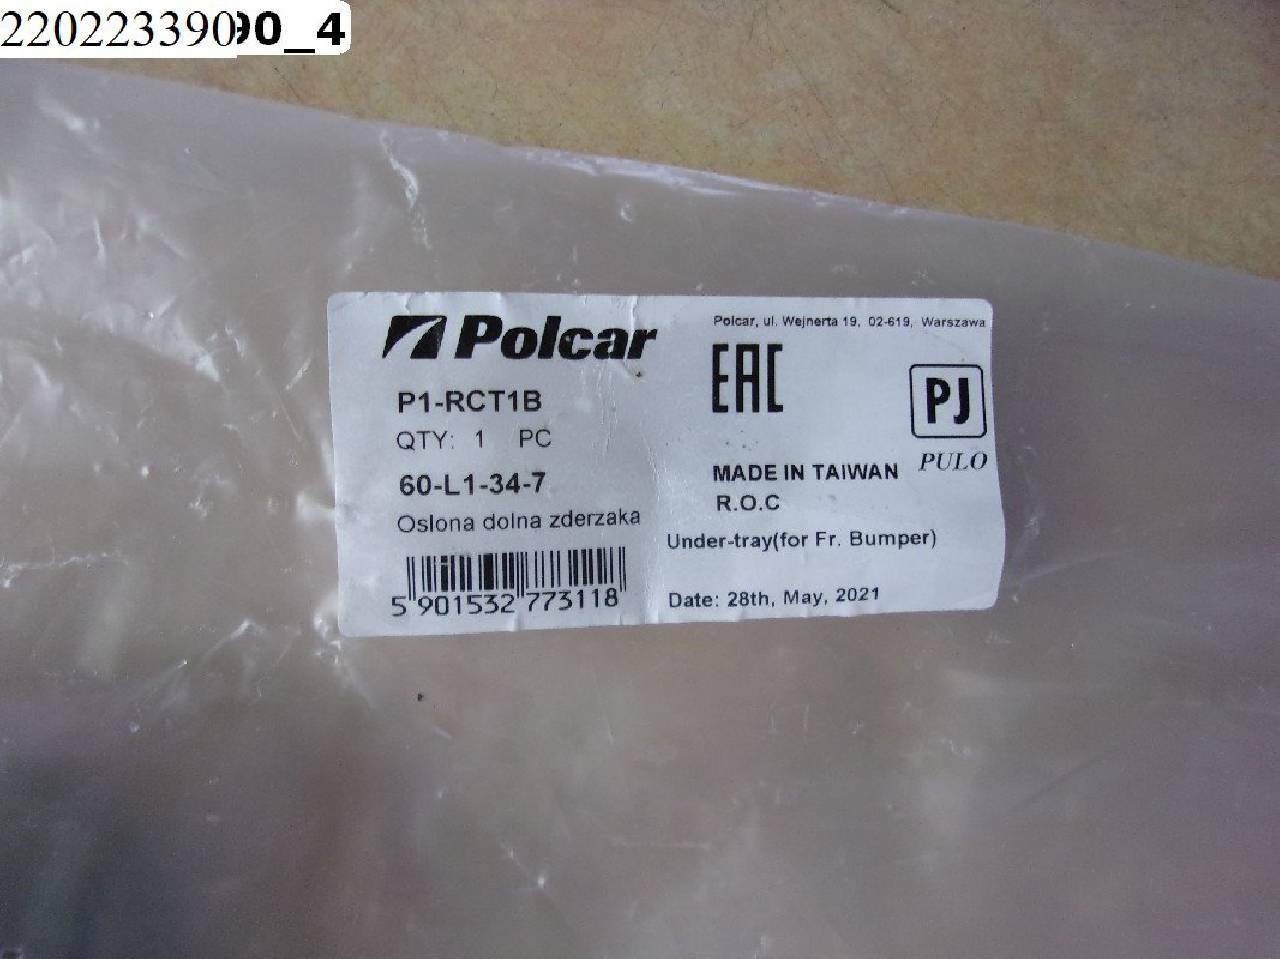 220223390
90_4
Polcar
P1-RCT1B
QTY: 1 PC
60-L1-34-7
Oslona dolna zderzaka
5 901532 773118
Polcar, ul. Wejnerta 19, 02-619, Warszawa
EAC
PJ
PULO
MADE IN TAIWAN
R.O.C
Under-tray(for Fr. Bumper)
Date: 28th, May, 2021